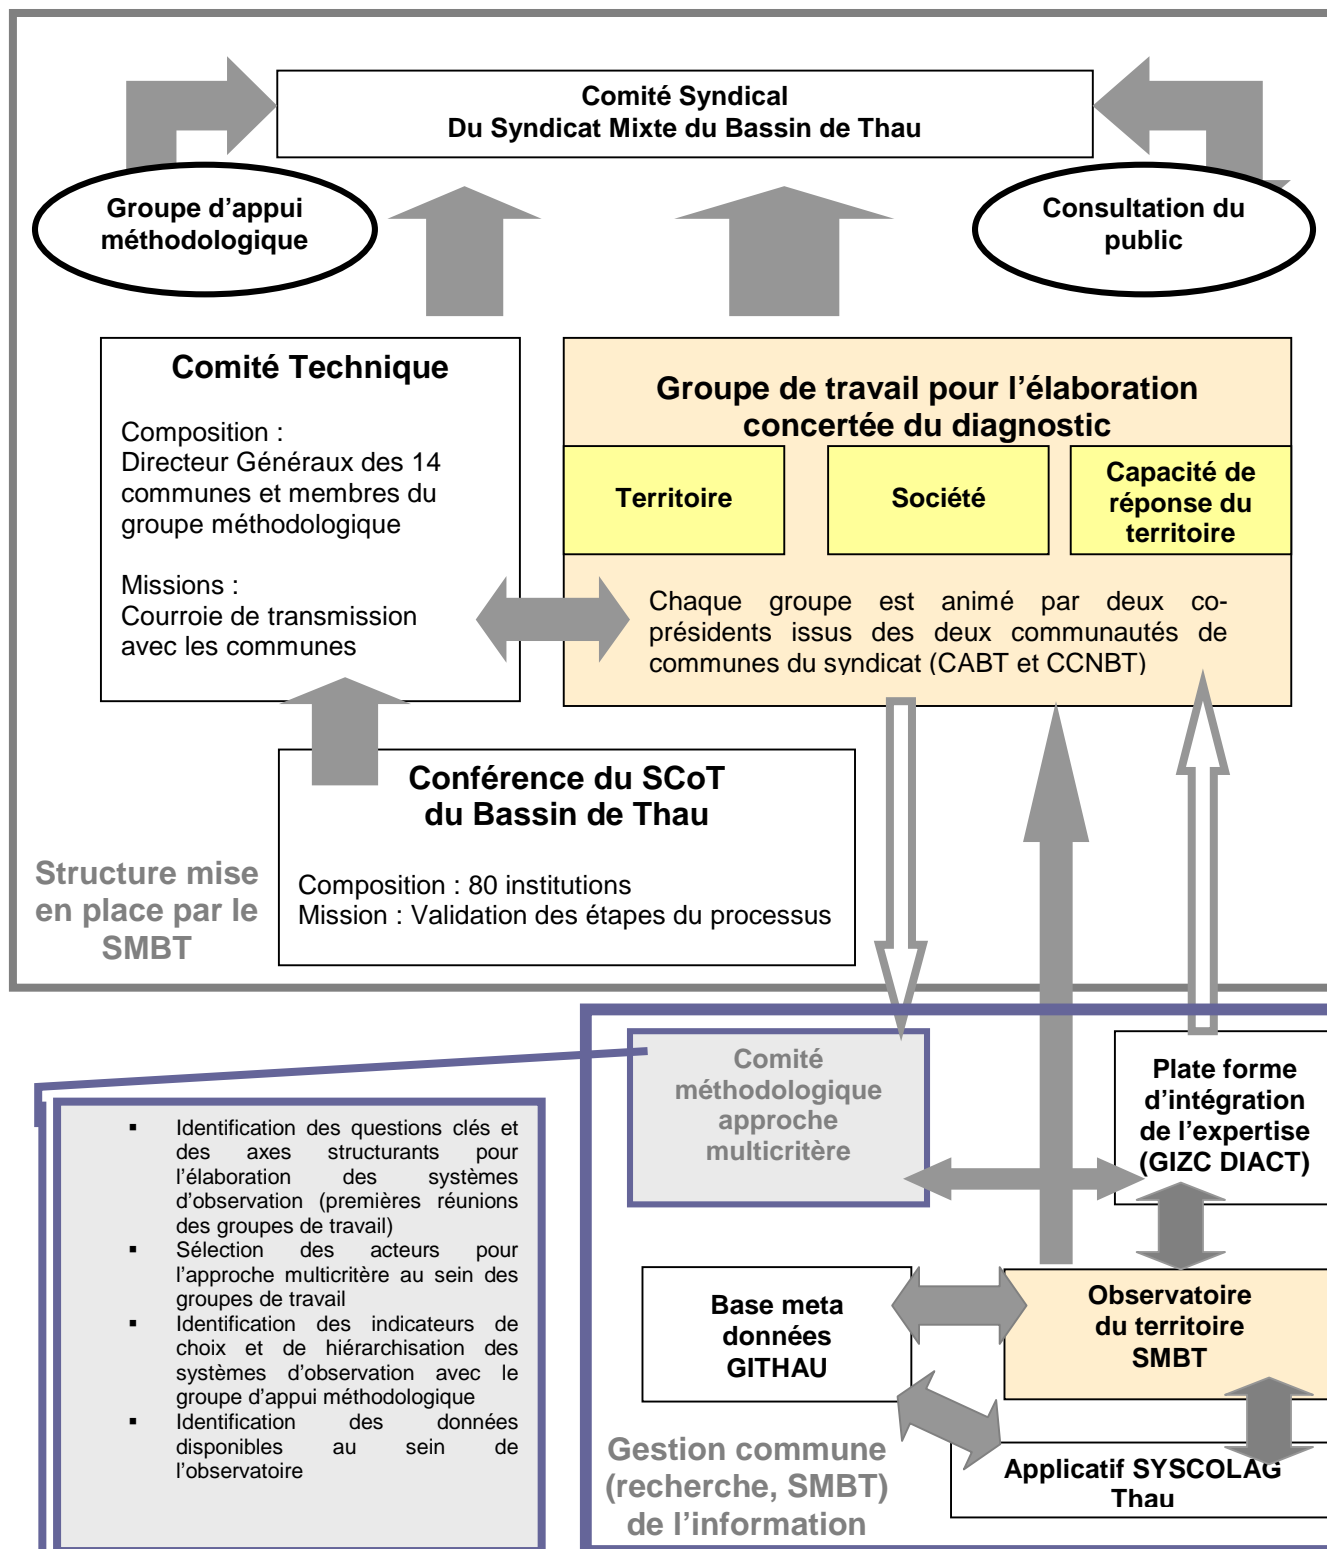 Comité Syndical
Du Syndicat Mixte du Bassin de Thau
Groupe d'appui
méthodologique
Consultation du
public
Comité Technique
Composition :
Directeur Généraux des 14
communes et membres du
groupe méthodologique
Missions :
Courroie de transmission
avec les communes
Groupe de travail pour l'élaboration
concertée du diagnostic
Territoire
Société
Capacité de
réponse du
territoire
Chaque groupe est animé par deux co-
présidents issus des deux communautés de
communes du syndicat (CABT et CCNBT)
Conférence du SCoT
du Bassin de Thau
Composition : 80 institutions
Mission : Validation des étapes du processus
Structure mise
en place par le
SMBT
Comité
méthodologique
approche
multicritère
Plate forme
d'intégration
de l'expertise
(GIZC DIACT)
▪ Identification des questions clés et
des axes structurants pour
l'élaboration des systèmes
d'observation (premières réunions
des groupes de travail)
▪ Sélection des acteurs pour
l'approche multicritère au sein des
groupes de travail
▪ Identification des indicateurs de
choix et de hiérarchisation des
systèmes d'observation avec le
groupe d'appui méthodologique
▪ Identification des données
disponibles au sein de
l'observatoire
Base meta
données
GITHAU
Observatoire
du territoire
SMBT
Gestion commune
(recherche, SMBT)
de l'information
Applicatif SYSCOLAG
Thau